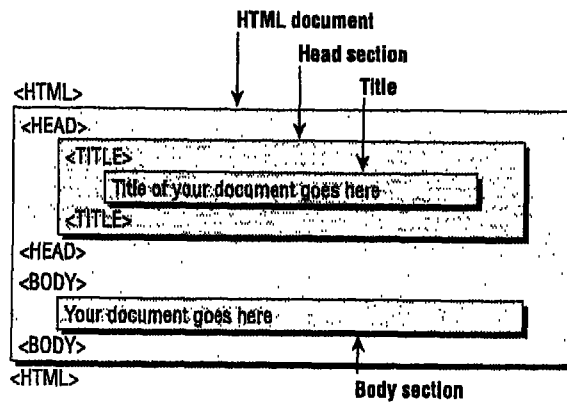 HTML document
Head section
Title
<HTML>
<HEAD>
<TITLE>
Title of your document goes here
<TITLE>
<HEAD>
<BODY>
Your document goes here
<BODY>
<HTML>
Body section